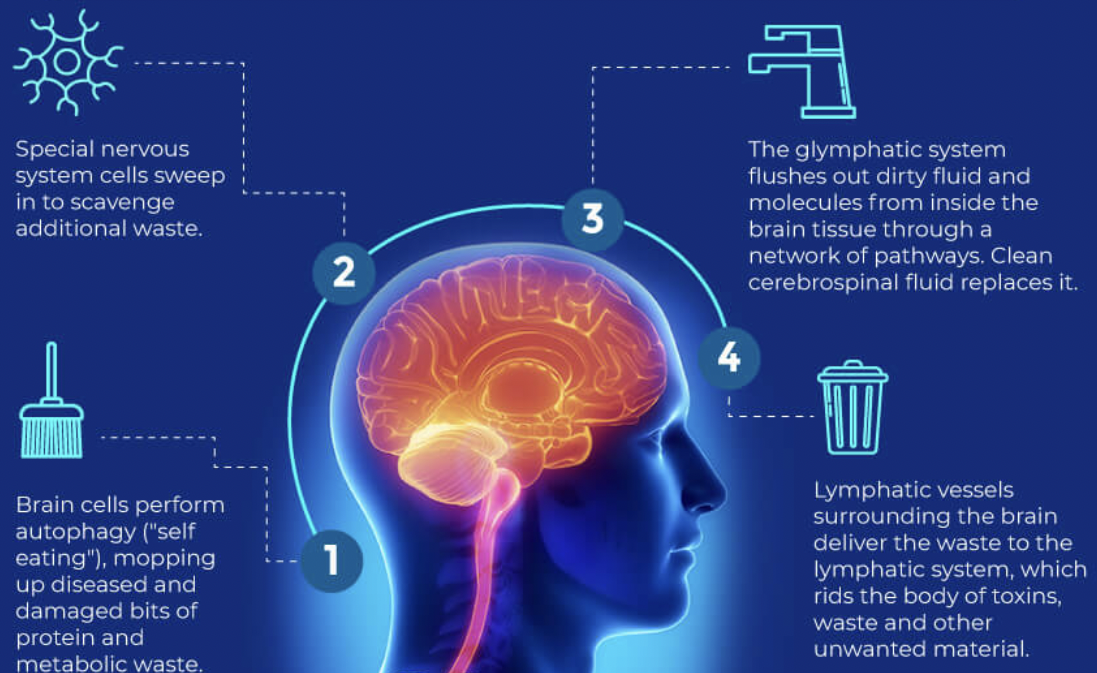 Special nervous
system cells sweep
in to scavenge
additional waste.
The glymphatic system
flushes out dirty fluid and
molecules from inside the
brain tissue through a
network of pathways. Clean
cerebrospinal fluid replaces it.
3
2
4
1
Brain cells perform
autophagy ("self
eating"), mopping
up diseased and
damaged bits of
protein and
metabolic waste.
Lymphatic vessels
surrounding the brain
deliver the waste to the
lymphatic system, which
rids the body of toxins,
waste and other
unwanted material.